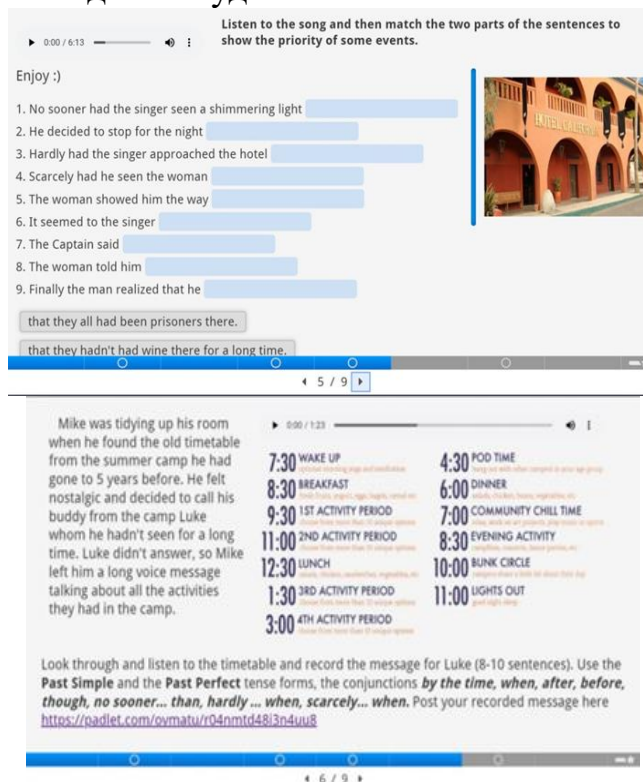 Listen to the song and then match the two parts of the sentences to
show the priority of some events.
0:00 / 6:13
Enjoy :)
1. No sooner had the singer seen a shimmering light
2. He decided to stop for the night
3. Hardly had the singer approached the hotel
4. Scarcely had he seen the woman
5. The woman showed him the way
6. It seemed to the singer
7. The Captain said
8. The woman told him
9. Finally the man realized that he
HOTEL CALIFORNIA
that they all had been prisoners there.
that they hadn't had wine there for a long time.
5 / 9
Mike was tidying up his room
when he found the old timetable
from the summer camp he had
gone to 5 years before. He felt
nostalgic and decided to call his
buddy from the camp Luke
whom he hadn't seen for a long
time. Luke didn't answer, so Mike
left him a long voice message
talking about all the activities
they had in the camp.
0:00 / 1:23
7:30 WAKE UP
8:30 BREAKFAST
9:30 1ST ACTIVITY PERIOD
11:00 2ND ACTIVITY PERIOD
12:30 LUNCH
1:30 3RD ACTIVITY PERIOD
3:00 4TH ACTIVITY PERIOD
4:30 POD TIME
6:00 DINNER
7:00 COMMUNITY CHILL TIME
8:30 EVENING ACTIVITY
10:00 BUNK CIRCLE
11:00 LIGHTS OUT
Look through and listen to the timetable and record the message for Luke (8-10 sentences). Use the
Past Simple and the Past Perfect tense forms, the conjunctions by the time, when, after, before,
though, no sooner... than, hardly ... when, scarcely... when. Post your recorded message here
https://padlet.com/ovmatu/r04nmtd48i3n4uu8
6 / 9